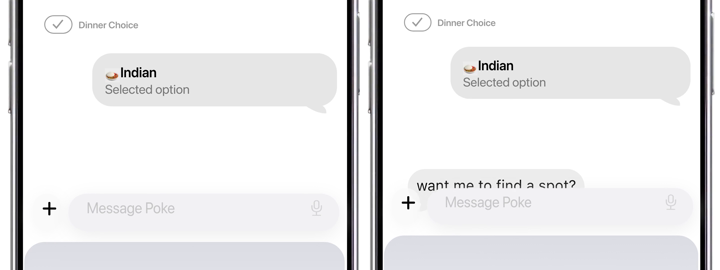 Dinner Choice
Indian
Selected option
Message Poke
Dinner Choice
Indian
Selected option
want me to find a spot?
Message Poke